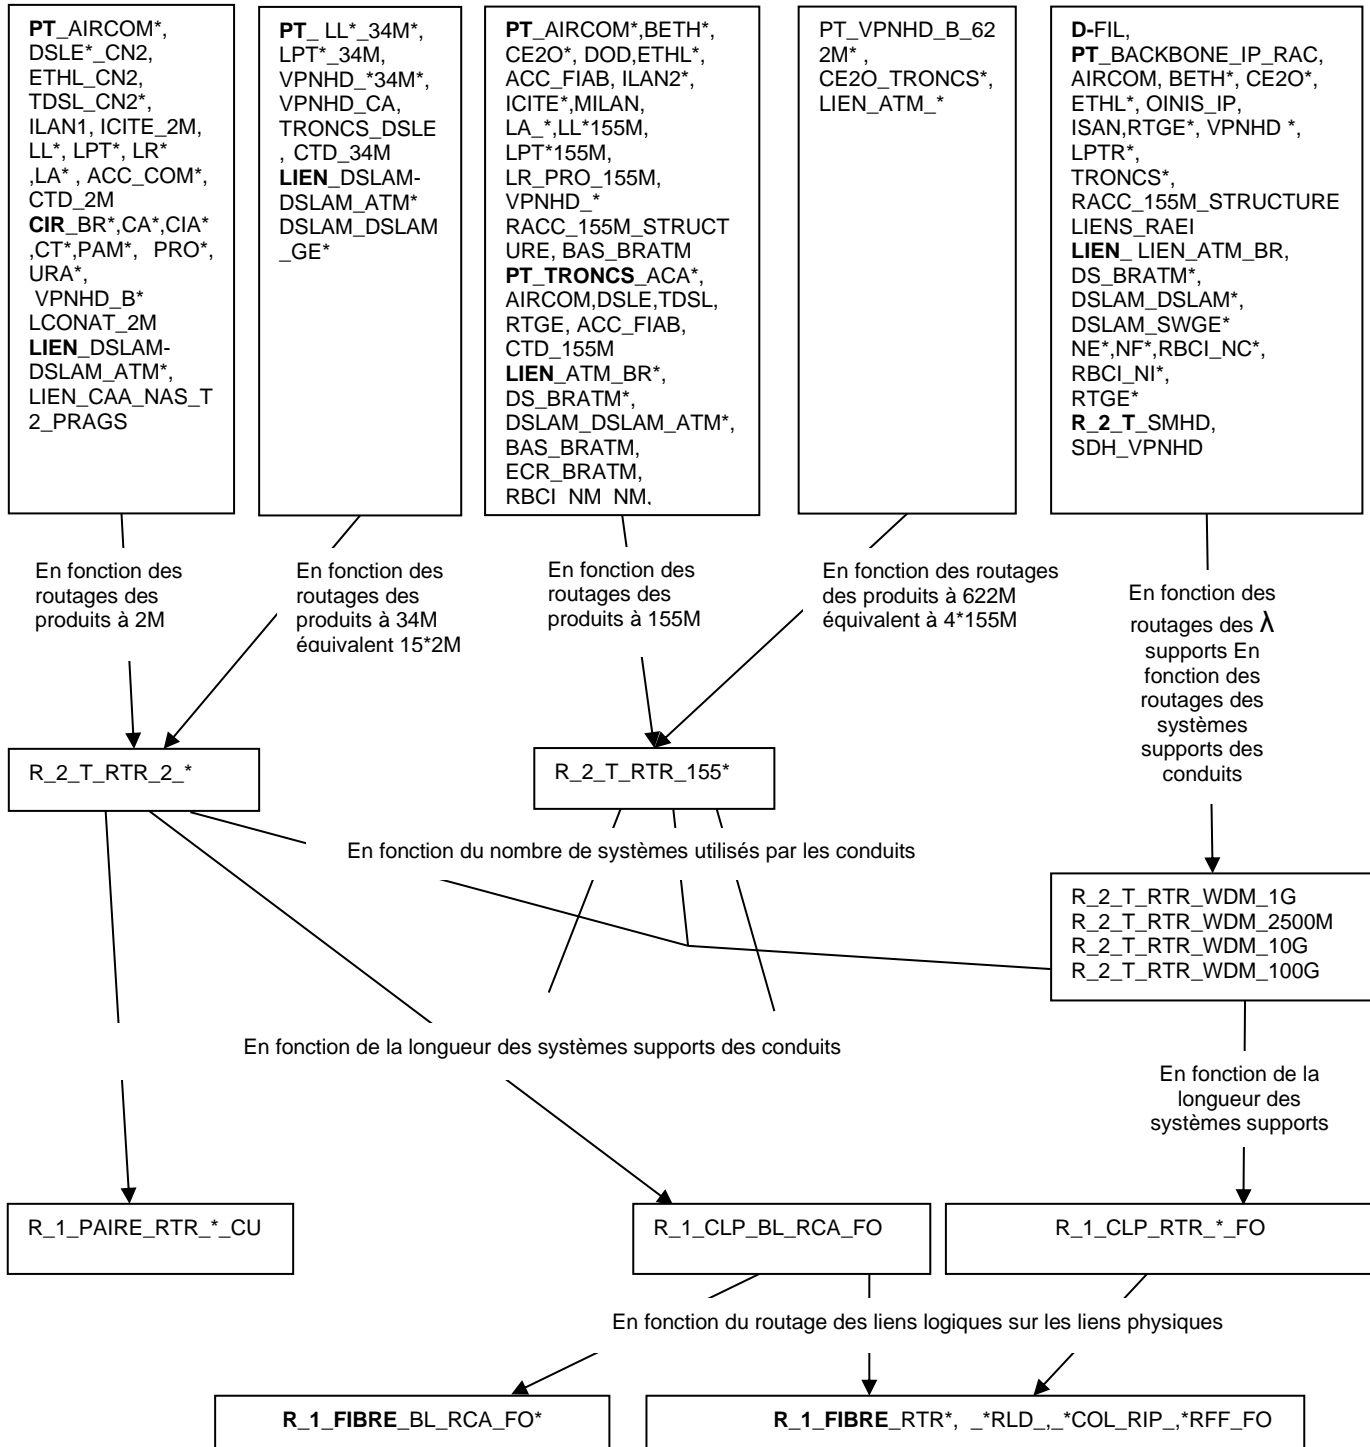 PT_AIRCOM*,
DSLE*_CN2,
ETHL_CN2,
TDSL_CN2*,
ILAN1, ICITE_2M,
LL*, LPT*, LR*
,LA* , ACC_COM*,
CTD_2M
CIR_BR*,CA*,CIA*
,CT*,PAM*, PRO*,
URA*,
VPNHD_B*
LCONAT_2M
LIEN_DSLAM-
DSLAM_ATM*,
LIEN_CAA_NAS_T
2_PRAGS
PT_ LL*_34M*,
LPT*_34M,
VPNHD_*34M*,
VPNHD_CA,
TRONCS_DSLE
, CTD_34M
LIEN_DSLAM-
DSLAM_ATM*
DSLAM_DSLAM
_GE*
PT_AIRCOM*,BETH*,
CE2O*, DOD,ETHL*,
ACC_FIAB, ILAN2*,
ICITE*,MILAN,
LA_*,LL*155M,
LPT*155M,
LR_PRO_155M,
VPNHD_*
RACC_155M_STRUCT
URE, BAS_BRATM
PT_TRONCS_ACA*,
AIRCOM,DSLE,TDSL,
RTGE, ACC_FIAB,
CTD_155M
LIEN_ATM_BR*,
DS_BRATM*,
DSLAM_DSLAM_ATM*,
BAS_BRATM,
ECR_BRATM,
RBCI_NM_NM,
PT_VPNHD_B_62
2M* ,
CE2O_TRONCS*,
LIEN_ATM_*
D-FIL,
PT_BACKBONE_IP_RAC,
AIRCOM, BETH*, CE2O*,
ETHL*, OINIS_IP,
ISAN,RTGE*, VPNHD *,
LPTR*,
TRONCS*,
RACC_155M_STRUCTURE
LIENS_RAEI
LIEN_ LIEN_ATM_BR,
DS_BRATM*,
DSLAM_DSLAM*,
DSLAM_SWGE*
NE*,NF*,RBCI_NC*,
RBCI_NI*,
RTGE*
R_2_T_SMHD,
SDH_VPNHD
En fonction des
routages des
produits à 2M
En fonction des
routages des
produits à 34M
équivalent 15*2M
En fonction des
routages des
produits à 155M
En fonction des routages
des produits à 622M
équivalent à 4*155M
En fonction des
routages des λ
supports En
fonction des
routages des
systèmes
supports des
conduits
R_2_T_RTR_2_*
R_2_T_RTR_155*
En fonction du nombre de systèmes utilisés par les conduits
R_2_T_RTR_WDM_1G
R_2_T_RTR_WDM_2500M
R_2_T_RTR_WDM_10G
R_2_T_RTR_WDM_100G
En fonction de la longueur des systèmes supports des conduits
En fonction de la
longueur des
systèmes supports
R_1_PAIRE_RTR_*_CU
R_1_CLP_BL_RCA_FO
R_1_CLP_RTR_*_FO
En fonction du routage des liens logiques sur les liens physiques
R_1_FIBRE_BL_RCA_FO*
R_1_FIBRE_RTR*, _*RLD_,_*COL_RIP_,*RFF_FO